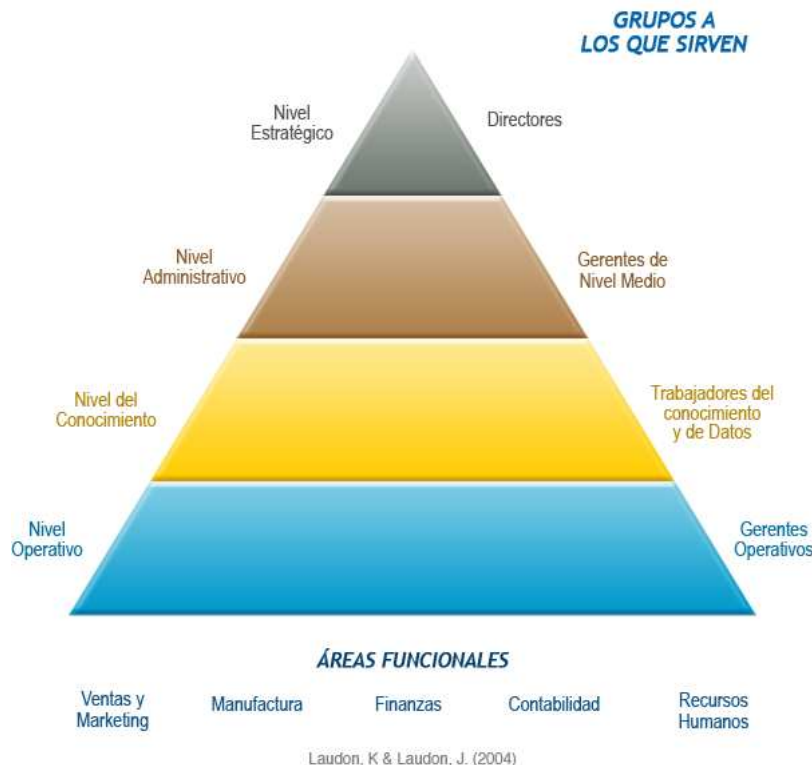 GRUPOS A
LOS QUE SIRVEN
Nivel
Estratégico
Directores
Nivel
Administrativo
Gerentes de
Nivel Medio
Nivel del
Conocimiento
Trabajadores del
conocimiento
y de Datos
Nivel
Operativo
Gerentes
Operativos
ÁREAS FUNCIONALES
Ventas y
Marketing
Manufactura
Finanzas
Contabilidad
Recursos
Humanos
Laudon, K & Laudon, J. (2004)